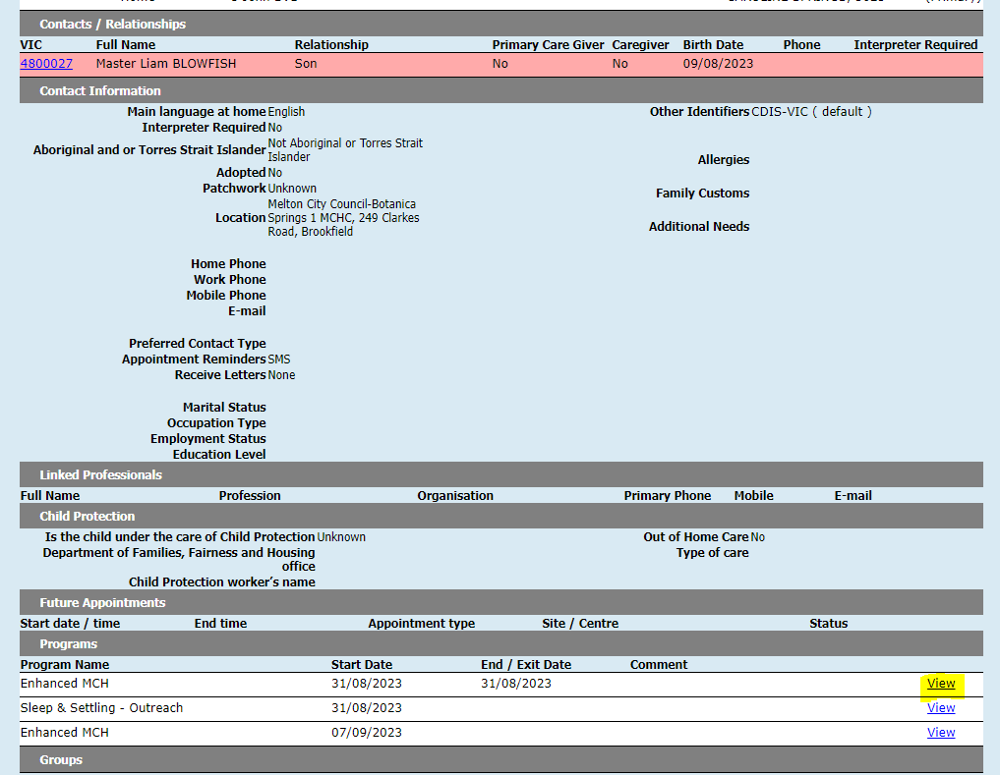 Contacts / Relationships
VIC Full Name Relationship Primary Care Giver Caregiver Birth Date Phone Interpreter Required
4800027 Master Liam BLOWFISH Son No No 09/08/2023
Contact Information
Main language at home English
Interpreter Required No
Aboriginal and or Torres Strait Islander Not Aboriginal or Torres Strait
Islander
Adopted No
Patchwork Unknown
Location Melton City Council-Botanica
Springs 1 MCHC, 249 Clarkes
Road, Brookfield
Home Phone
Work Phone
Mobile Phone
E-mail
Preferred Contact Type
Appointment Reminders SMS
Receive Letters None
Marital Status
Occupation Type
Employment Status
Education Level
Other Identifiers CDIS-VIC ( default )
Allergies
Family Customs
Additional Needs
Linked Professionals
Full Name Profession Organisation Primary Phone Mobile E-mail
Child Protection
Is the child under the care of Child Protection Unknown
Department of Families, Fairness and Housing
office
Child Protection worker's name
Out of Home Care No
Type of care
Future Appointments
Start date / time End time Appointment type Site / Centre Status
Programs
Program Name Start Date End / Exit Date Comment
Enhanced MCH 31/08/2023 31/08/2023 View
Sleep & Settling - Outreach 31/08/2023 View
Enhanced MCH 07/09/2023 View
Groups